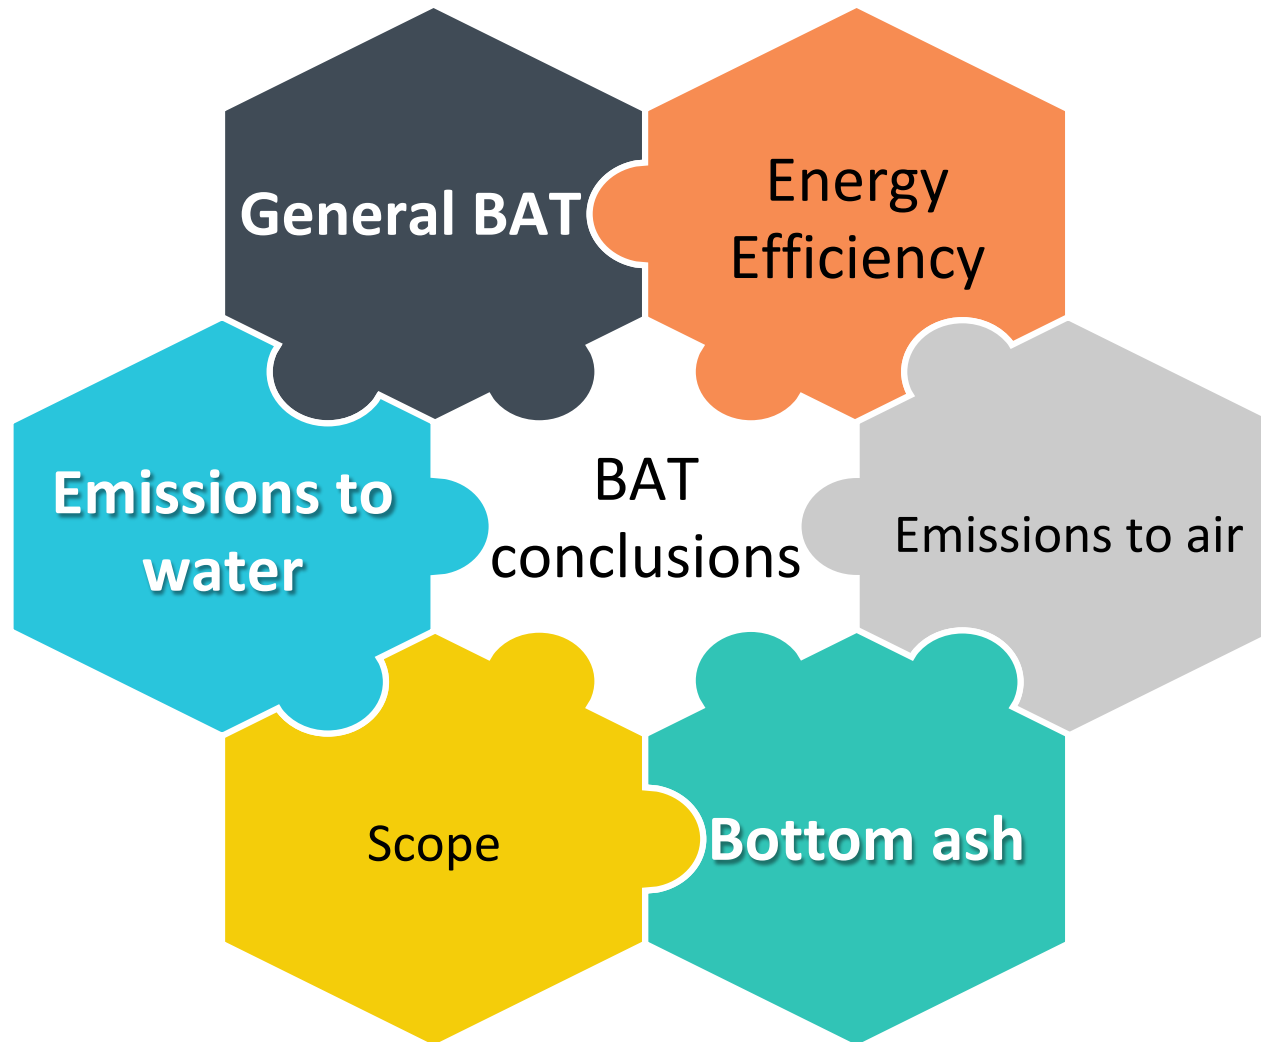 General BAT
Energy
Efficiency
Emissions to
water
BAT
conclusions
Emissions to air
Scope
Bottom ash